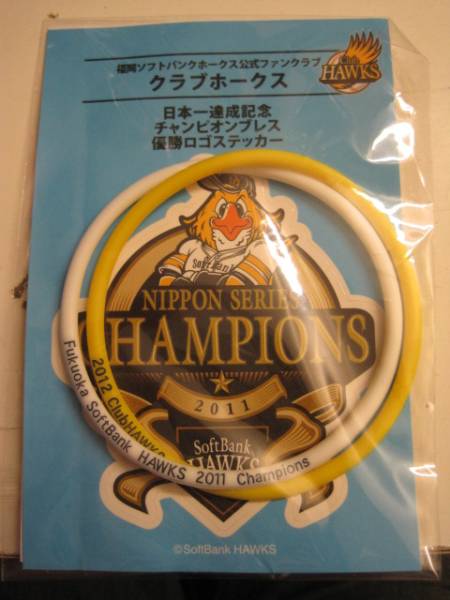 福岡ソフトバンクホークス公式ファンクラブ
クラブホークス
Club
HAWKS
日本一達成記念
チャンピオンブレス
優勝ロゴステッカー
SoftBank
NIPPON SERIES
CHAMPIONS
2011
SoftBank
HAWKS
2012 ClubHAWKS
Fukuoka SoftBank HAWKS 2011 Champions
©SoftBank HAWKS